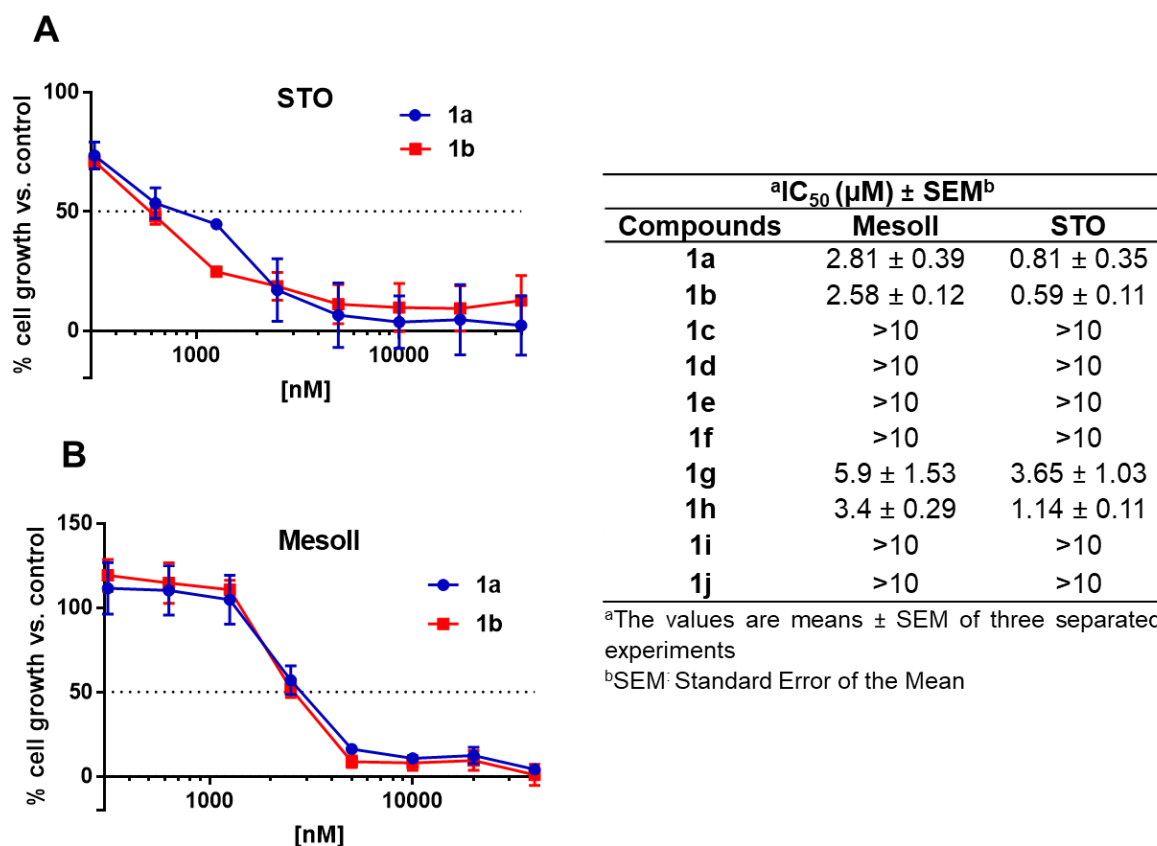 A
STO
1a
1b
100
50
0
% cell growth vs. control
1000
10000
[nM]
B
MesoII
1a
1b
150
100
50
0
% cell growth vs. control
1000
10000
[nM]
aIC50 (µM) ± SEMb
Compounds MesoII STO
1a 2.81 ± 0.39 0.81 ± 0.35
1b 2.58 ± 0.12 0.59 ± 0.11
1c >10 >10
1d >10 >10
1e >10 >10
1f >10 >10
1g 5.9 ± 1.53 3.65 ± 1.03
1h 3.4 ± 0.29 1.14 ± 0.11
1i >10 >10
1j >10 >10
aThe values are means ± SEM of three separated
experiments
bSEM: Standard Error of the Mean